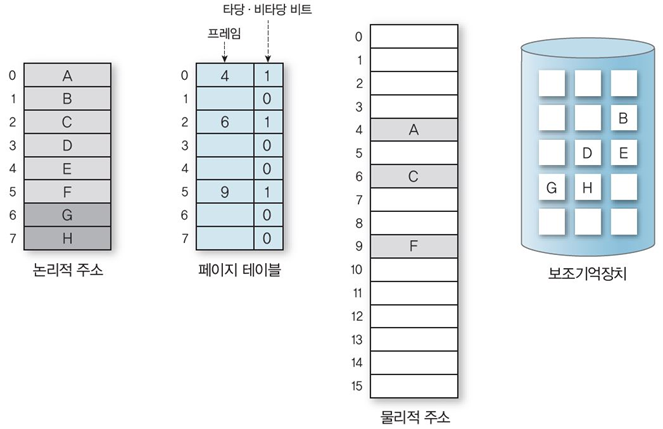 타당·비타당 비트
프레임
0 A
1 B
2 C
3 D
4 E
5 F
6 G
7 H
논리적 주소
0 4 1
1 0
2 6 1
3 0
4 0
5 9 1
6 0
7 0
페이지 테이블
0
1
2
3
4 A
5
6 C
7
8
9 F
10
11
12
13
14
15
물리적 주소
B
D E
G H
보조기억장치